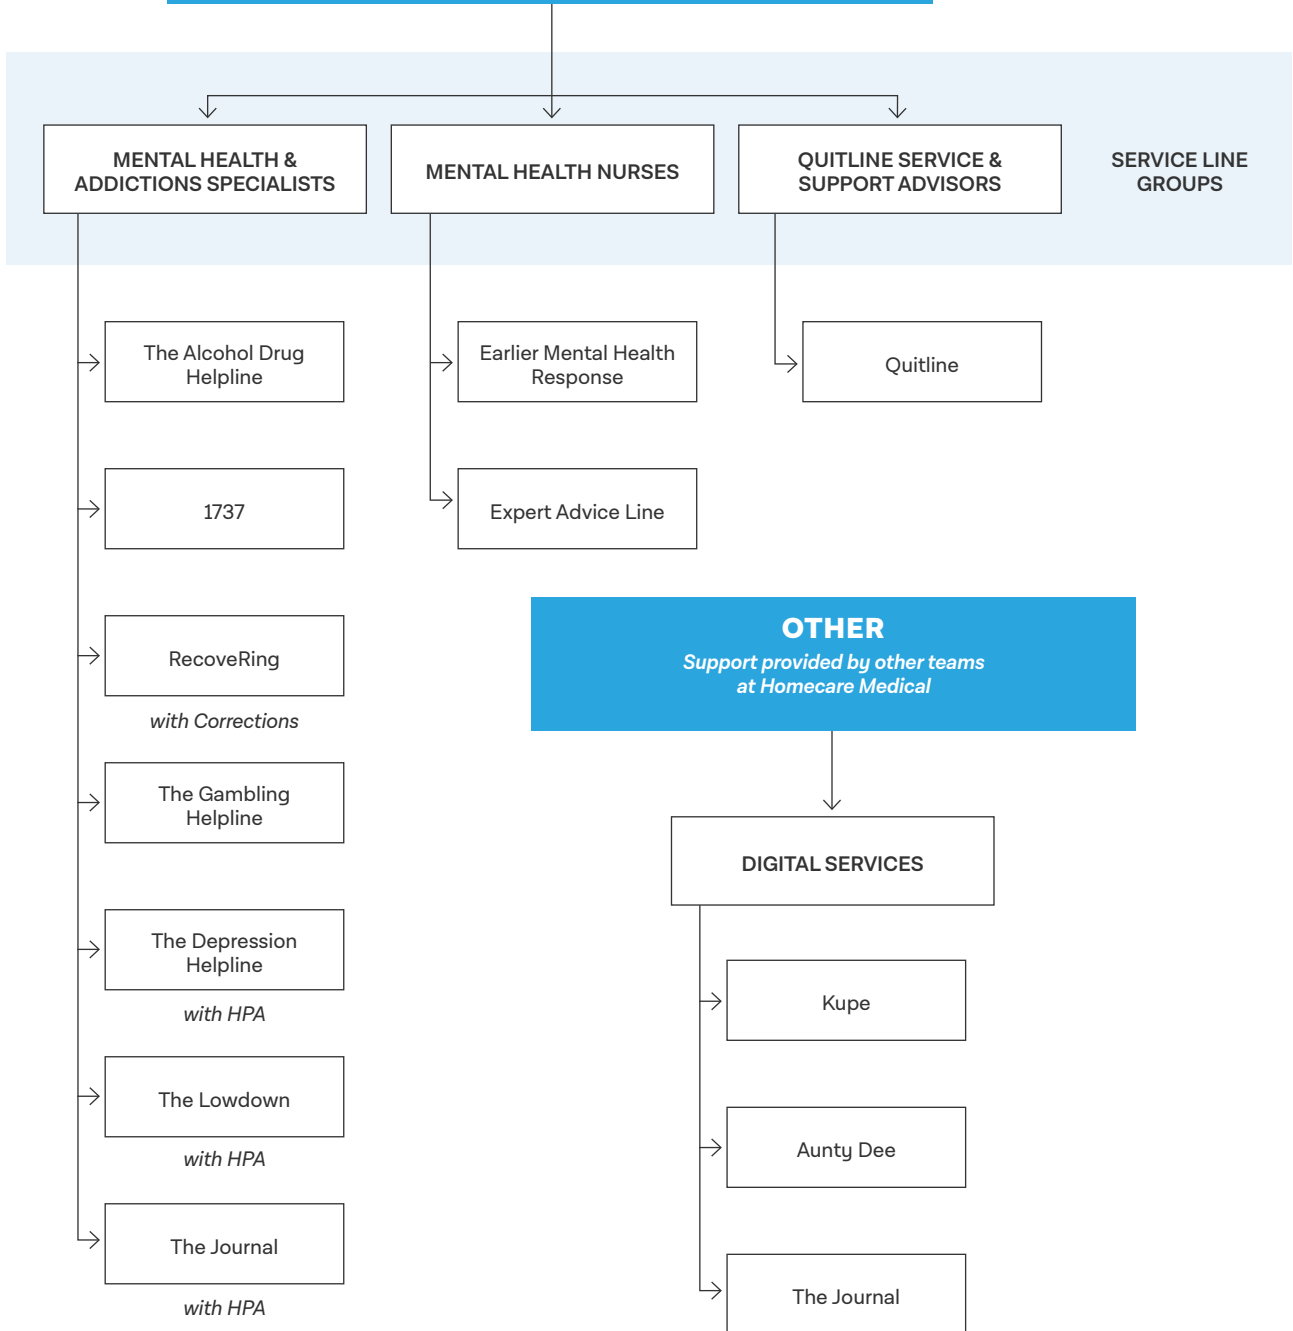 MENTAL HEALTH &
ADDICTIONS SPECIALISTS
MENTAL HEALTH NURSES
QUITLINE SERVICE &
SUPPORT ADVISORS
SERVICE LINE
GROUPS
The Alcohol Drug
Helpline
1737
RecoveRing
with Corrections
The Gambling
Helpline
The Depression
Helpline
with HPA
The Lowdown
with HPA
The Journal
with HPA
Earlier Mental Health
Response
Expert Advice Line
Quitline
OTHER
Support provided by other teams
at Homecare Medical
DIGITAL SERVICES
Kupe
Aunty Dee
The Journal